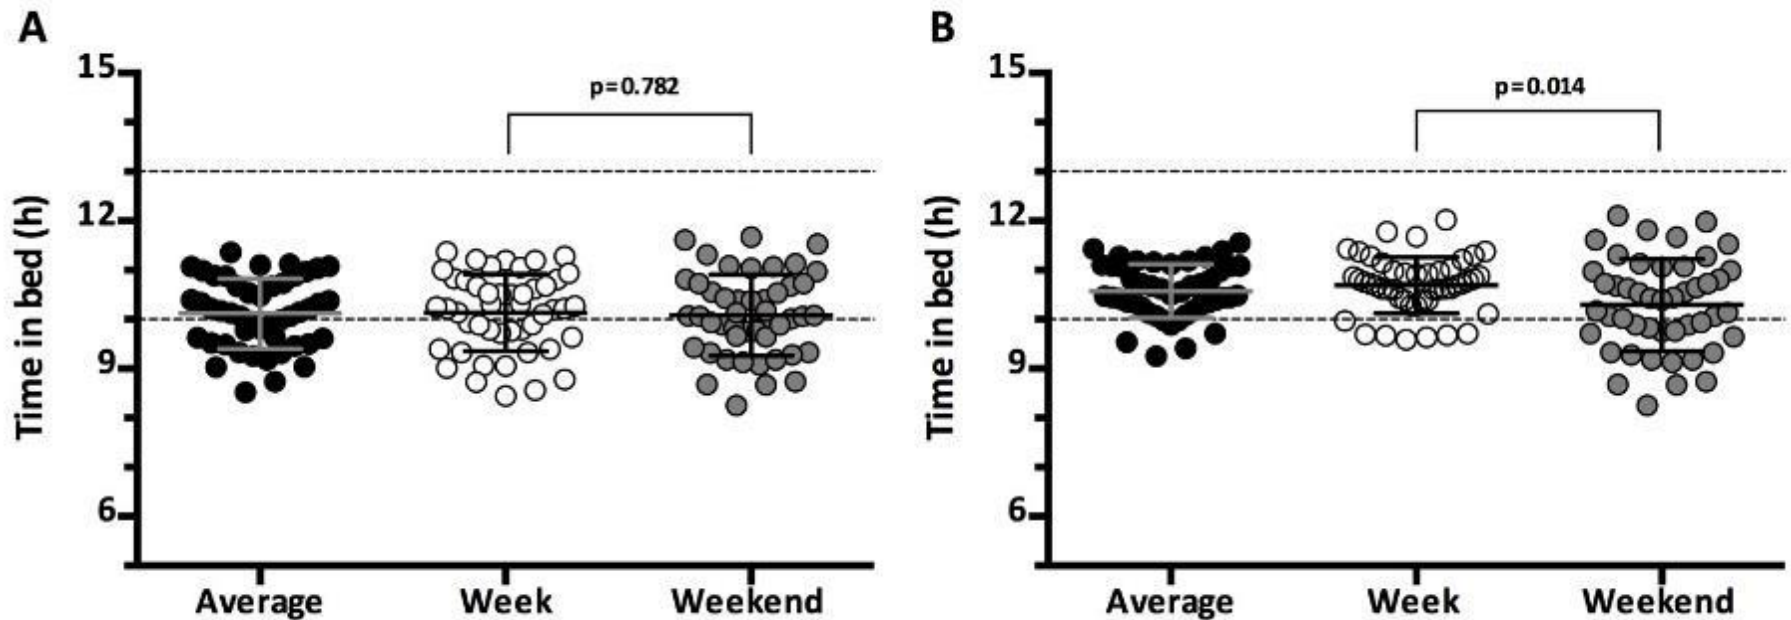 A
Time in bed (h)
15
12
9
6
p=0.782
Average
Week
Weekend
B
Time in bed (h)
15
12
9
6
p=0.014
Average
Week
Weekend